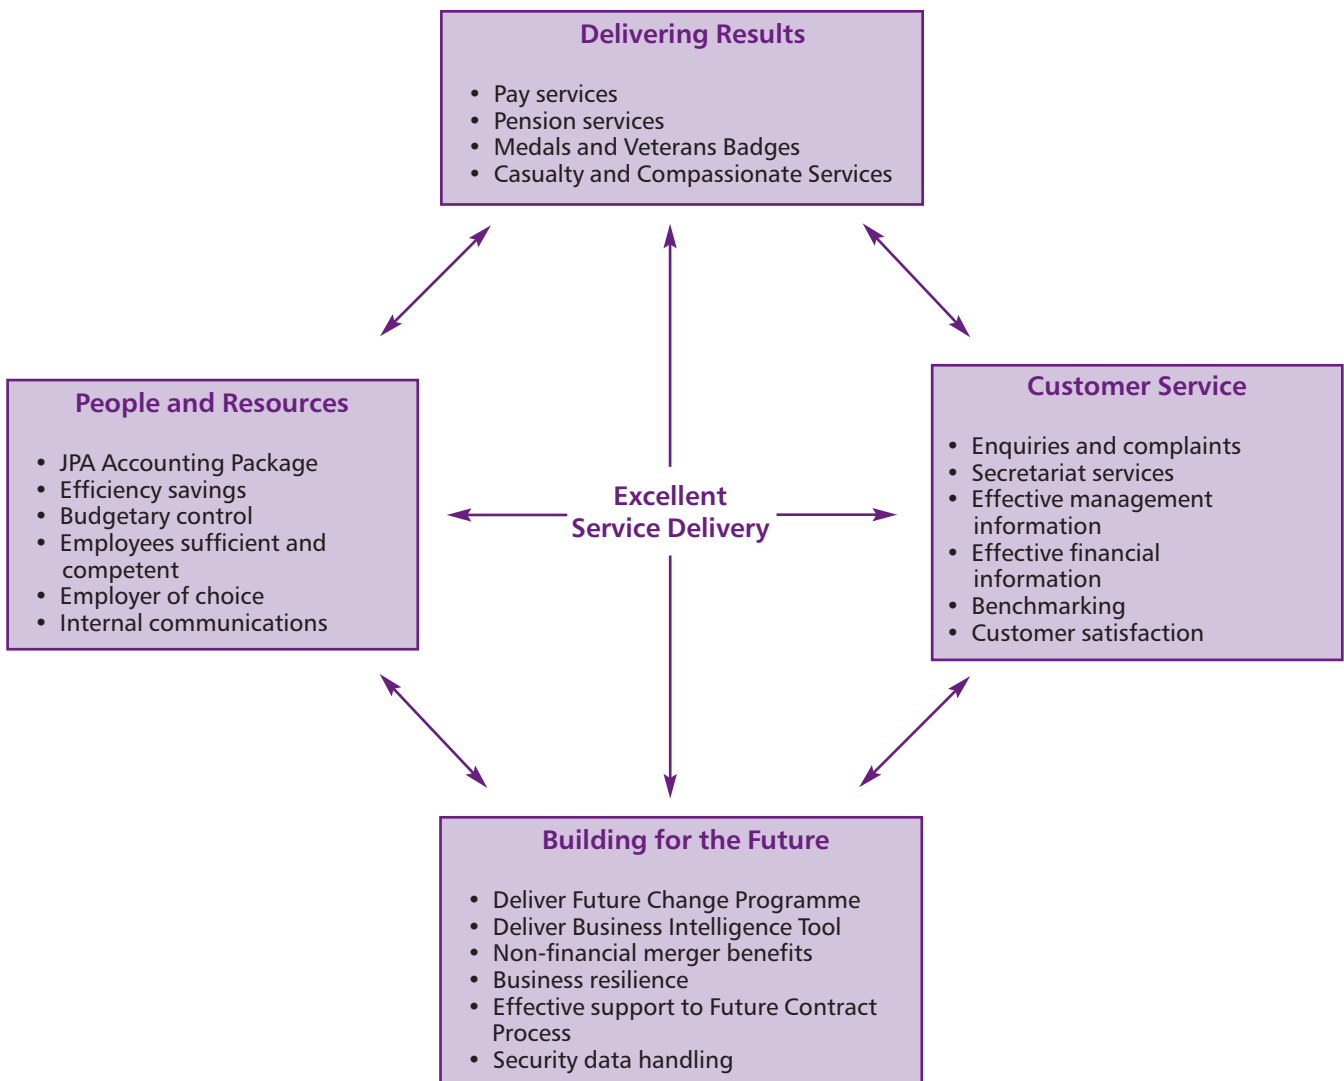 Delivering Results
• Pay services
• Pension services
• Medals and Veterans Badges
• Casualty and Compassionate Services
People and Resources
• JPA Accounting Package
• Efficiency savings
• Budgetary control
• Employees sufficient and
competent
• Employer of choice
• Internal communications
Excellent
Service Delivery
Customer Service
• Enquiries and complaints
• Secretariat services
• Effective management
information
• Effective financial
information
• Benchmarking
• Customer satisfaction
Building for the Future
• Deliver Future Change Programme
• Deliver Business Intelligence Tool
• Non-financial merger benefits
• Business resilience
• Effective support to Future Contract
Process
• Security data handling